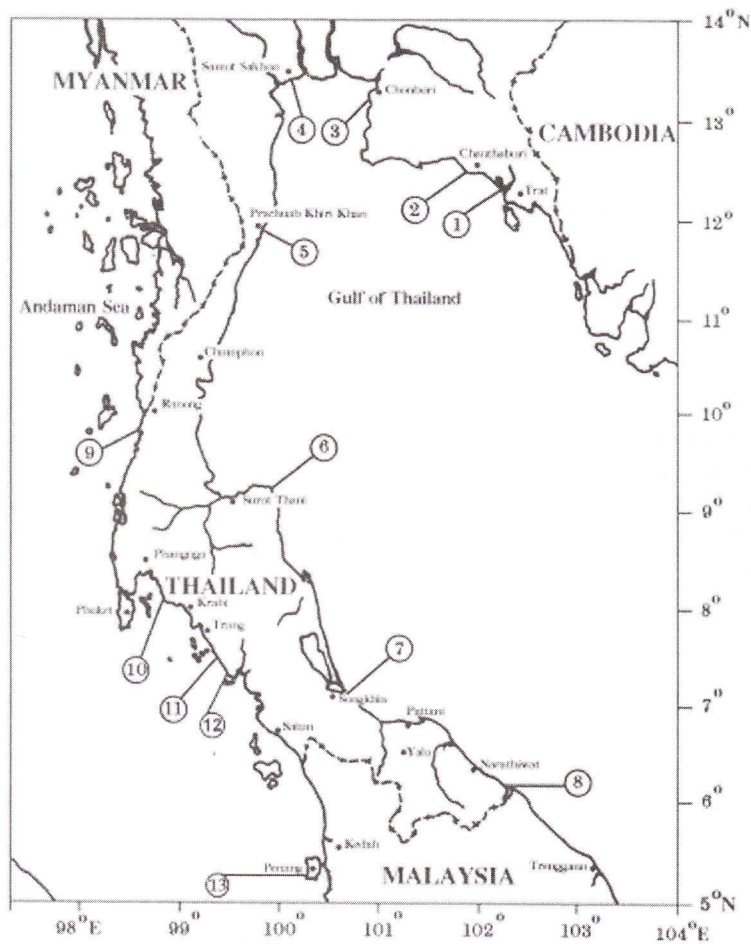 14°N
MYANMAR
Samut Sakhon
Chonburi
4
3
13°
CAMBODIA
Chanthaburi
Trat
2
1
12°
Prachuab Khiri Khan
5
Gulf of Thailand
Andaman Sea
11°
Chumphon
Ranong
10°
9
6
Surat Thani
9°
Phangnga
THAILAND
Phuket
Krabi
8°
Trang
10
7
11
12
Songkhla
7°
Pattani
Satun
Yala
Narathiwat
8
6°
Kedah
Penang
Trengganu
13
MALAYSIA
5°N
98°E
99°
100°
101°
102°
103°
104°E